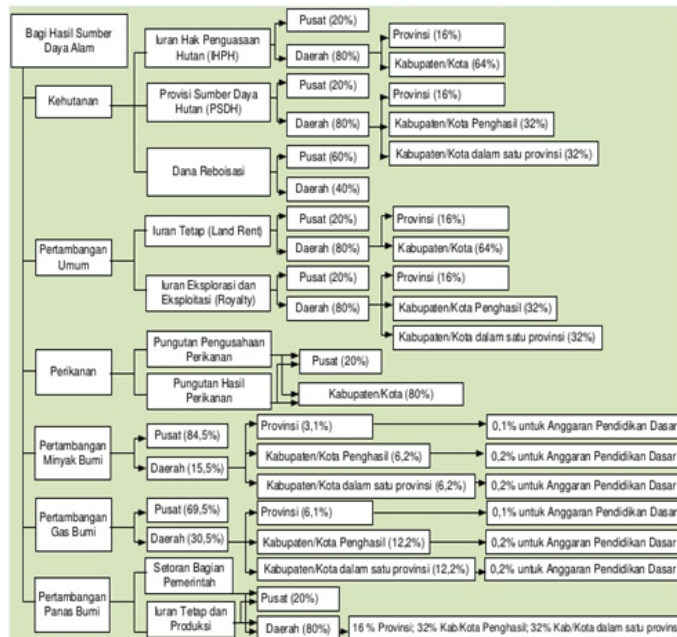 Bagi Hasil Sumber
Daya Alam
Kehutanan
Iuran Hak Penguasaan
Hutan (IHPH)
Pusat (20%)
Daerah (80%)
Provinsi (16%)
Kabupaten/Kota (64%)
Provisi Sumber Daya
Hutan (PSDH)
Pusat (20%)
Daerah (80%)
Provinsi (16%)
Kabupaten/Kota Penghasil (32%)
Kabupaten/Kota dalam satu provinsi (32%)
Dana Reboisasi
Pusat (60%)
Daerah (40%)
Pertambangan
Umum
Iuran Tetap (Land Rent)
Pusat (20%)
Daerah (80%)
Provinsi (16%)
Kabupaten/Kota (64%)
Iuran Eksplorasi dan
Eksploitasi (Royalty)
Pusat (20%)
Daerah (80%)
Provinsi (16%)
Kabupaten/Kota Penghasil (32%)
Kabupaten/Kota dalam satu provinsi (32%)
Perikanan
Pungutan Pengusahaan
Perikanan
Pungutan Hasil
Perikanan
Pusat (20%)
Kabupaten/Kota (80%)
Pertambangan
Minyak Bumi
Pusat (84,5%)
Daerah (15,5%)
Provinsi (3,1%)
0,1% untuk Anggaran Pendidikan Dasar
Kabupaten/Kota Penghasil (6,2%)
0,2% untuk Anggaran Pendidikan Dasar
Kabupaten/Kota dalam satu provinsi (6,2%)
0,2% untuk Anggaran Pendidikan Dasar
Pertambangan
Gas Bumi
Pusat (69,5%)
Daerah (30,5%)
Provinsi (6,1%)
0,1% untuk Anggaran Pendidikan Dasar
Kabupaten/Kota Penghasil (12,2%)
0,2% untuk Anggaran Pendidikan Dasar
Kabupaten/Kota dalam satu provinsi (12,2%)
0,2% untuk Anggaran Pendidikan Dasar
Pertambangan
Panas Bumi
Setoran Bagian
Pemerintah
Iuran Tetap dan
Produksi
Pusat (20%)
Daerah (80%)
16 % Provinsi; 32% Kab/Kota Penghasil; 32% Kab/Kota dalam satu provins